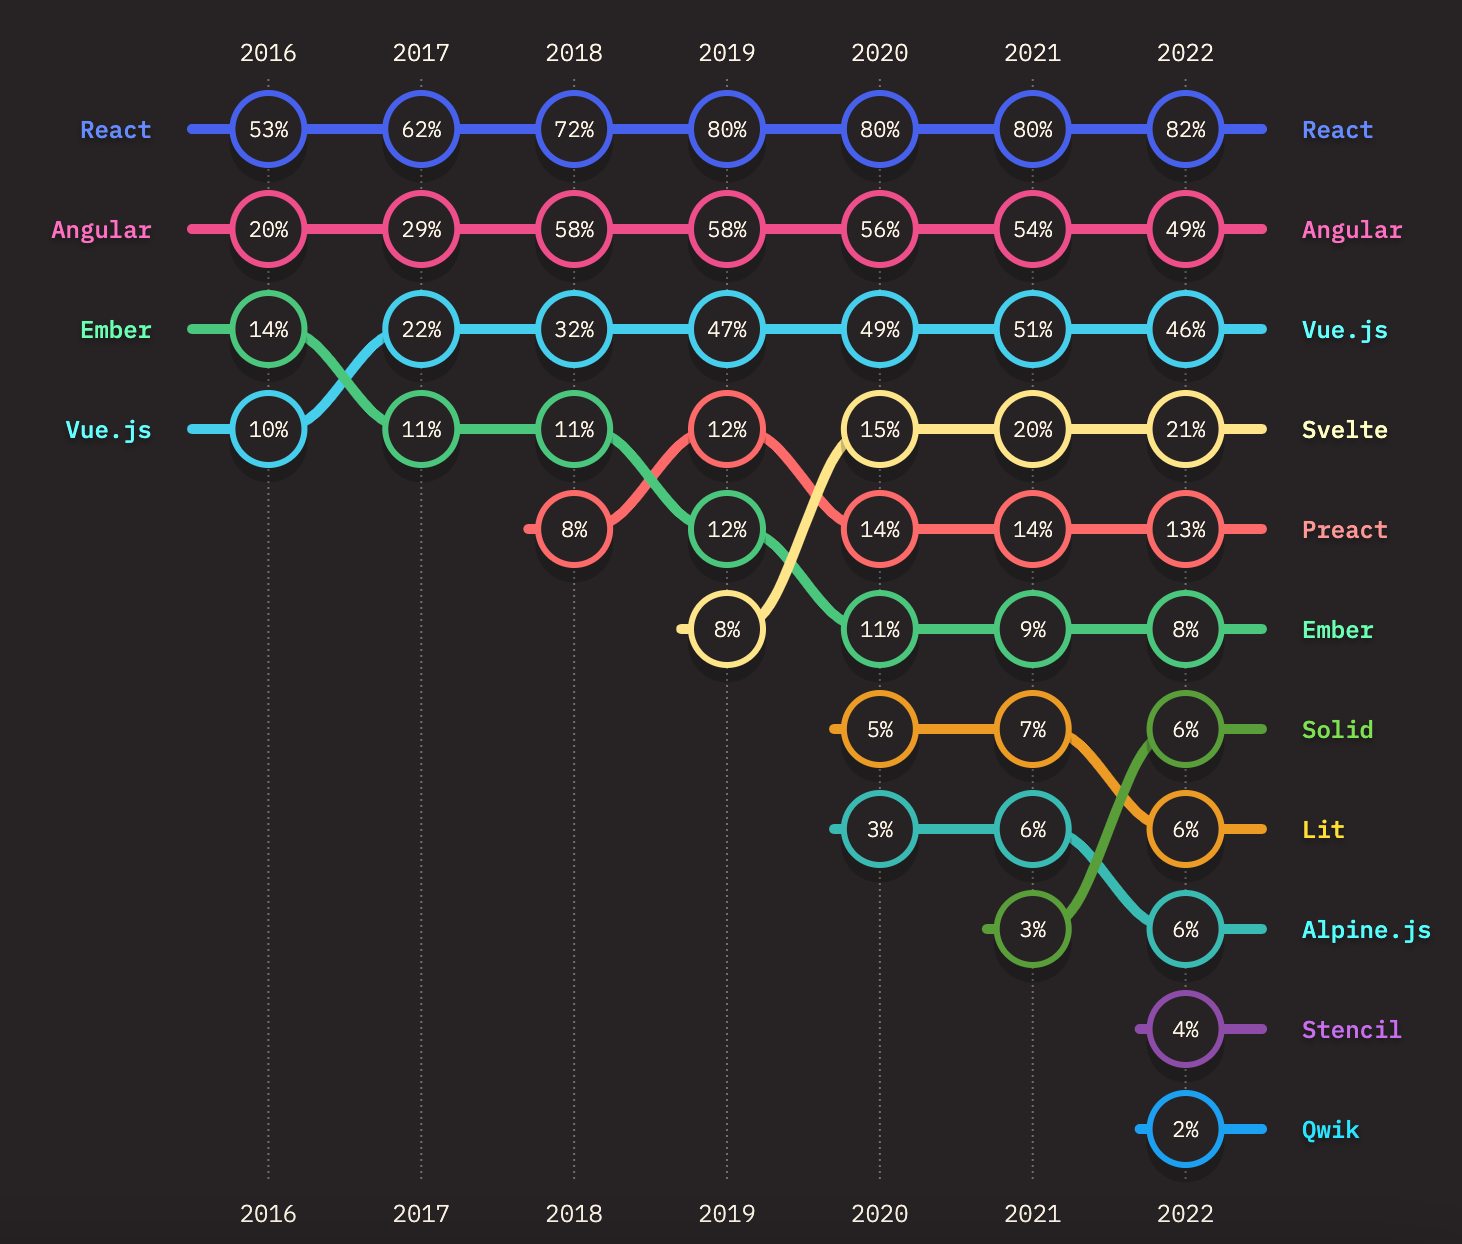 2016 2017 2018 2019 2020 2021 2022
React 53% 62% 72% 80% 80% 80% 82% React
Angular 20% 29% 58% 58% 56% 54% 49% Angular
Ember 14% 22% 32% 47% 49% 51% 46% Vue.js
Vue.js 10% 11% 11% 12% 15% 20% 21% Svelte
8% 12% 14% 14% 13% Preact
8% 11% 9% 8% Ember
5% 7% 6% Solid
3% 6% 6% Lit
3% 6% Alpine.js
4% Stencil
2% Qwik
2016 2017 2018 2019 2020 2021 2022